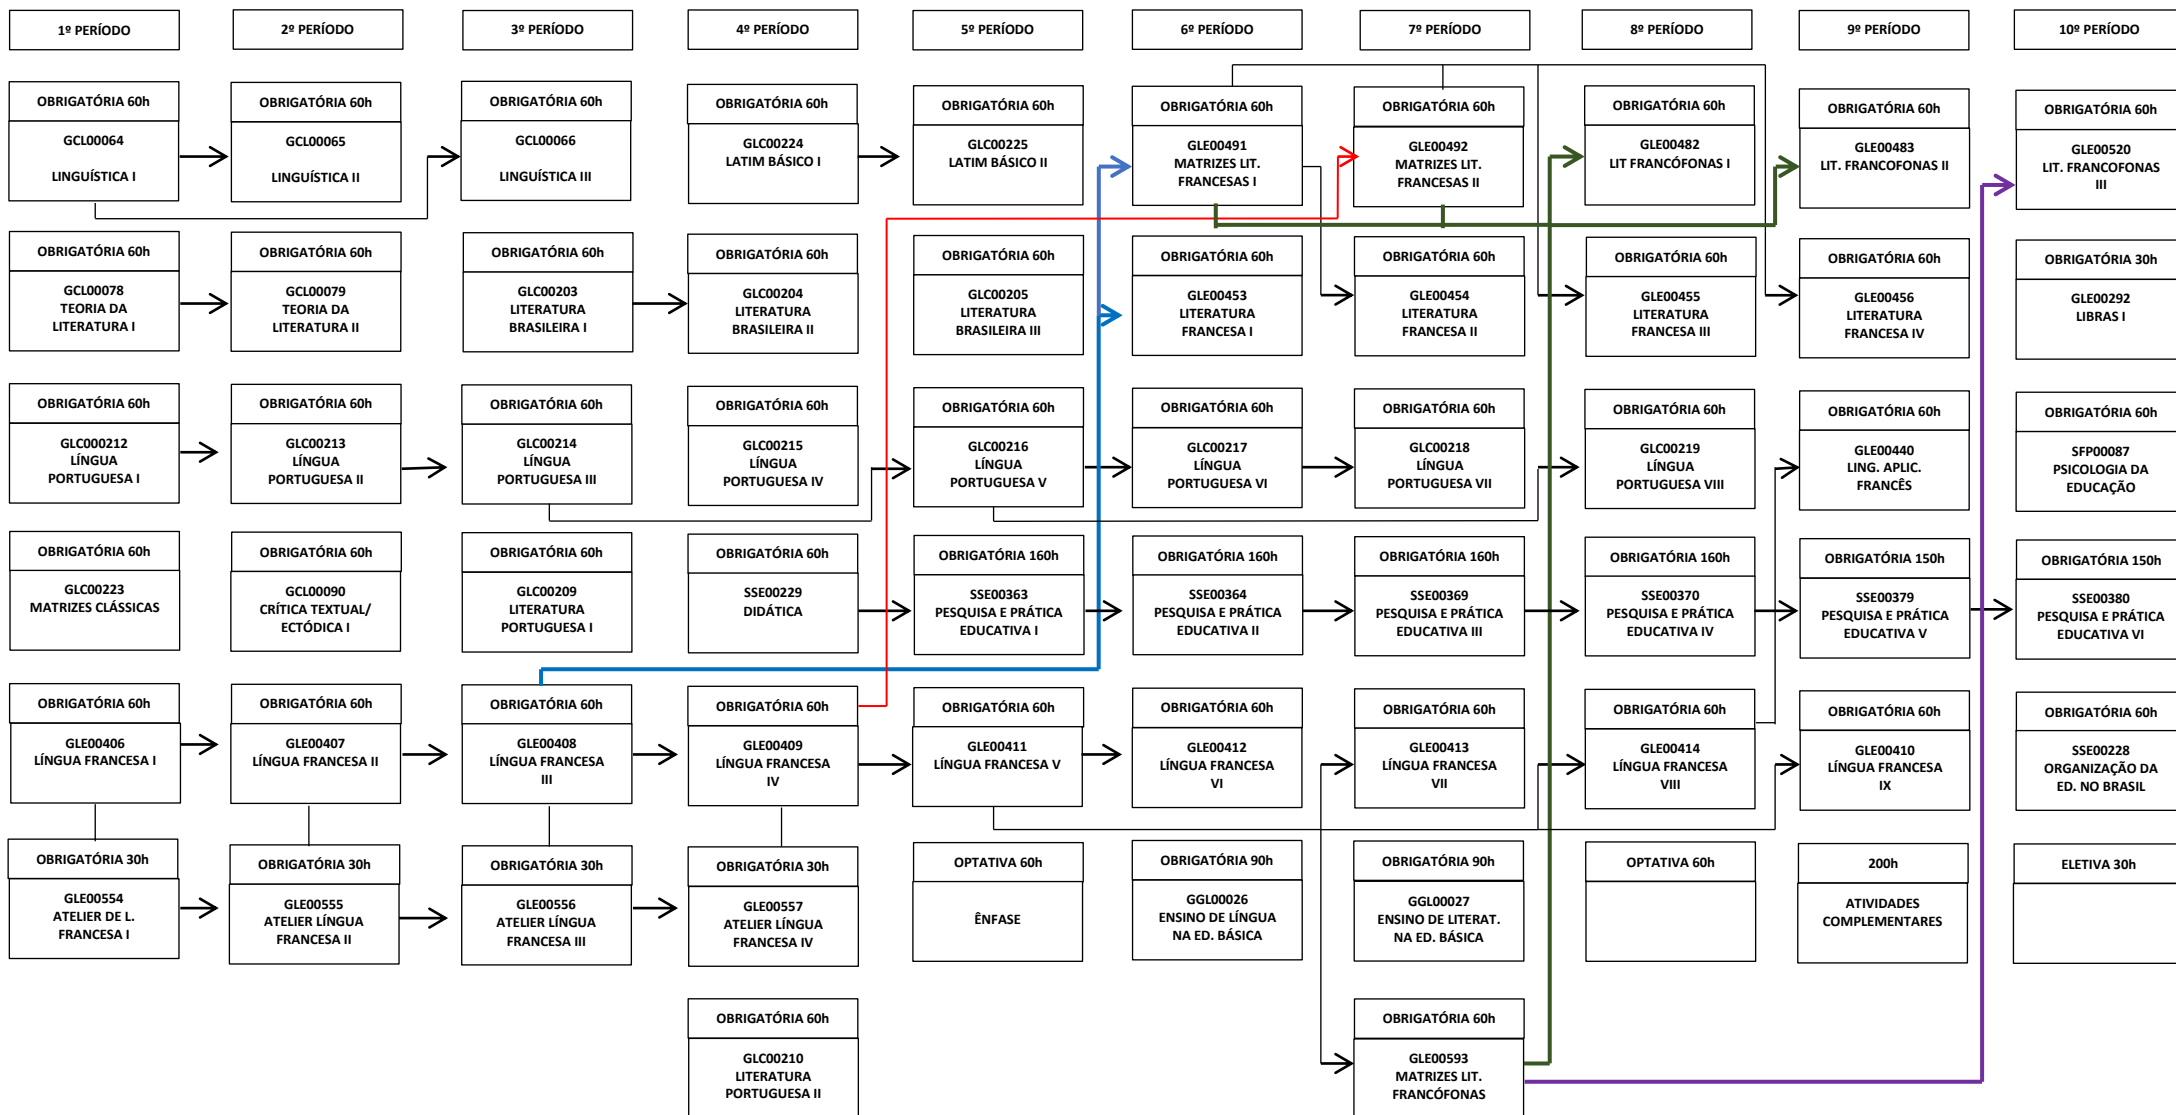 1º PERÍODO
2º PERÍODO
3º PERÍODO
4º PERÍODO
5º PERÍODO
6º PERÍODO
7º PERÍODO
8º PERÍODO
9º PERÍODO
10º PERÍODO
OBRIGATÓRIA 60h
GCL00064
LINGUÍSTICA I
OBRIGATÓRIA 60h
GCL00065
LINGUÍSTICA II
OBRIGATÓRIA 60h
GCL00066
LINGUÍSTICA III
OBRIGATÓRIA 60h
GLC00224
LATIM BÁSICO I
OBRIGATÓRIA 60h
GLC00225
LATIM BÁSICO II
OBRIGATÓRIA 60h
GLE00491
MATRIZES LIT.
FRANCESAS I
OBRIGATÓRIA 60h
GLE00492
MATRIZES LIT.
FRANCESAS II
OBRIGATÓRIA 60h
GLE00482
LIT FRANCÓFONAS I
OBRIGATÓRIA 60h
GLE00483
LIT. FRANCOFONAS II
OBRIGATÓRIA 60h
GLE00520
LIT. FRANCOFONAS
III
OBRIGATÓRIA 60h
GCL00078
TEORIA DA
LITERATURA I
OBRIGATÓRIA 60h
GCL00079
TEORIA DA
LITERATURA II
OBRIGATÓRIA 60h
GLC00203
LITERATURA
BRASILEIRA I
OBRIGATÓRIA 60h
GLC00204
LITERATURA
BRASILEIRA II
OBRIGATÓRIA 60h
GLC00205
LITERATURA
BRASILEIRA III
OBRIGATÓRIA 60h
GLE00453
LITERATURA
FRANCESA I
OBRIGATÓRIA 60h
GLE00454
LITERATURA
FRANCESA II
OBRIGATÓRIA 60h
GLE00455
LITERATURA
FRANCESA III
OBRIGATÓRIA 60h
GLE00456
LITERATURA
FRANCESA IV
OBRIGATÓRIA 30h
GLE00292
LIBRAS I
OBRIGATÓRIA 60h
GLC000212
LÍNGUA
PORTUGUESA I
OBRIGATÓRIA 60h
GLC00213
LÍNGUA
PORTUGUESA II
OBRIGATÓRIA 60h
GLC00214
LÍNGUA
PORTUGUESA III
OBRIGATÓRIA 60h
GLC00215
LÍNGUA
PORTUGUESA IV
OBRIGATÓRIA 60h
GLC00216
LÍNGUA
PORTUGUESA V
OBRIGATÓRIA 60h
GLC00217
LÍNGUA
PORTUGUESA VI
OBRIGATÓRIA 60h
GLC00218
LÍNGUA
PORTUGUESA VII
OBRIGATÓRIA 60h
GLC00219
LÍNGUA
PORTUGUESA VIII
OBRIGATÓRIA 60h
GLE00440
LING. APLIC.
FRANCÊS
OBRIGATÓRIA 60h
SFP00087
PSICOLOGIA DA
EDUCAÇÃO
OBRIGATÓRIA 60h
GLC00223
MATRIZES CLÁSSICAS
OBRIGATÓRIA 60h
GCL00090
CRÍTICA TEXTUAL/
ECTÓDICA I
OBRIGATÓRIA 60h
GLC00209
LITERATURA
PORTUGUESA I
OBRIGATÓRIA 60h
SSE00229
DIDÁTICA
OBRIGATÓRIA 160h
SSE00363
PESQUISA E PRÁTICA
EDUCATIVA I
OBRIGATÓRIA 160h
SSE00364
PESQUISA E PRÁTICA
EDUCATIVA II
OBRIGATÓRIA 160h
SSE00369
PESQUISA E PRÁTICA
EDUCATIVA III
OBRIGATÓRIA 160h
SSE00370
PESQUISA E PRÁTICA
EDUCATIVA IV
OBRIGATÓRIA 150h
SSE00379
PESQUISA E PRÁTICA
EDUCATIVA V
OBRIGATÓRIA 150h
SSE00380
PESQUISA E PRÁTICA
EDUCATIVA VI
OBRIGATÓRIA 60h
GLE00406
LÍNGUA FRANCESA I
OBRIGATÓRIA 60h
GLE00407
LÍNGUA FRANCESA II
OBRIGATÓRIA 60h
GLE00408
LÍNGUA FRANCESA
III
OBRIGATÓRIA 60h
GLE00409
LÍNGUA FRANCESA
IV
OBRIGATÓRIA 60h
GLE00411
LÍNGUA FRANCESA V
OBRIGATÓRIA 60h
GLE00412
LÍNGUA FRANCESA
VI
OBRIGATÓRIA 60h
GLE00413
LÍNGUA FRANCESA
VII
OBRIGATÓRIA 60h
GLE00414
LÍNGUA FRANCESA
VIII
OBRIGATÓRIA 60h
GLE00410
LÍNGUA FRANCESA
IX
OBRIGATÓRIA 60h
SSE00228
ORGANIZAÇÃO DA
ED. NO BRASIL
OBRIGATÓRIA 30h
GLE00554
ATELIER DE L.
FRANCESA I
OBRIGATÓRIA 30h
GLE00555
ATELIER LÍNGUA
FRANCESA II
OBRIGATÓRIA 30h
GLE00556
ATELIER LÍNGUA
FRANCESA III
OBRIGATÓRIA 30h
GLE00557
ATELIER LÍNGUA
FRANCESA IV
OPTATIVA 60h
ÊNFASE
OBRIGATÓRIA 90h
GGL00026
ENSINO DE LÍNGUA
NA ED. BÁSICA
OBRIGATÓRIA 90h
GGL00027
ENSINO DE LITERAT.
NA ED. BÁSICA
OPTATIVA 60h
200h
ATIVIDADES
COMPLEMENTARES
ELETIVA 30h
OBRIGATÓRIA 60h
GLC00210
LITERATURA
PORTUGUESA II
OBRIGATÓRIA 60h
GLE00593
MATRIZES LIT.
FRANCÓFONAS